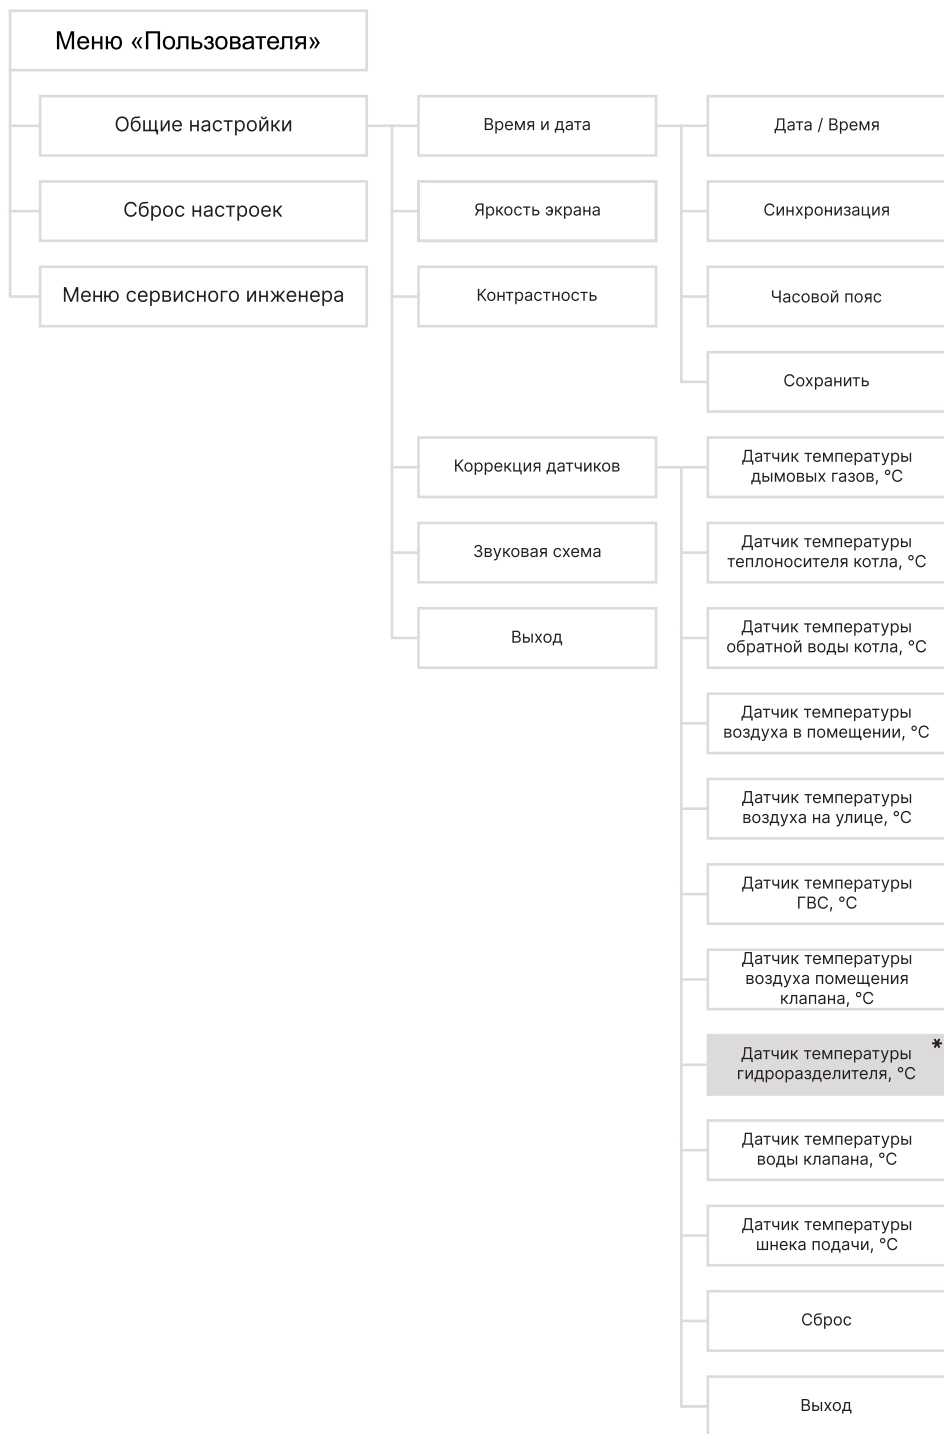 Меню «Пользователя»
Общие настройки
Время и дата
Дата / Время
Сброс настроек
Яркость экрана
Синхронизация
Меню сервисного инженера
Контрастность
Часовой пояс
Сохранить
Коррекция датчиков
Датчик температуры
дымовых газов, °C
Звуковая схема
Датчик температуры
теплоносителя котла, °C
Выход
Датчик температуры
обратной воды котла, °C
Датчик температуры
воздуха в помещении, °C
Датчик температуры
воздуха на улице, °C
Датчик температуры
ГВС, °C
Датчик температуры
воздуха помещения
клапана, °C
Датчик температуры *
гидроразделителя, °C
Датчик температуры
воды клапана, °C
Датчик температуры
шнека подачи, °C
Сброс
Выход